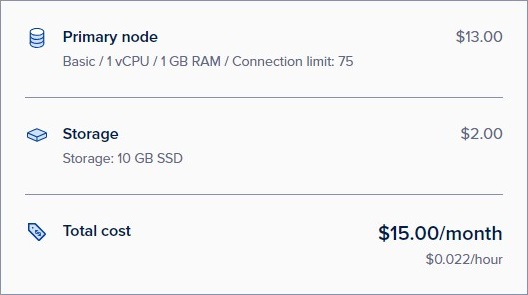 Primary node $13.00
Basic / 1 vCPU / 1 GB RAM / Connection limit: 75
Storage $2.00
Storage: 10 GB SSD
Total cost $15.00/month
$0.022/hour